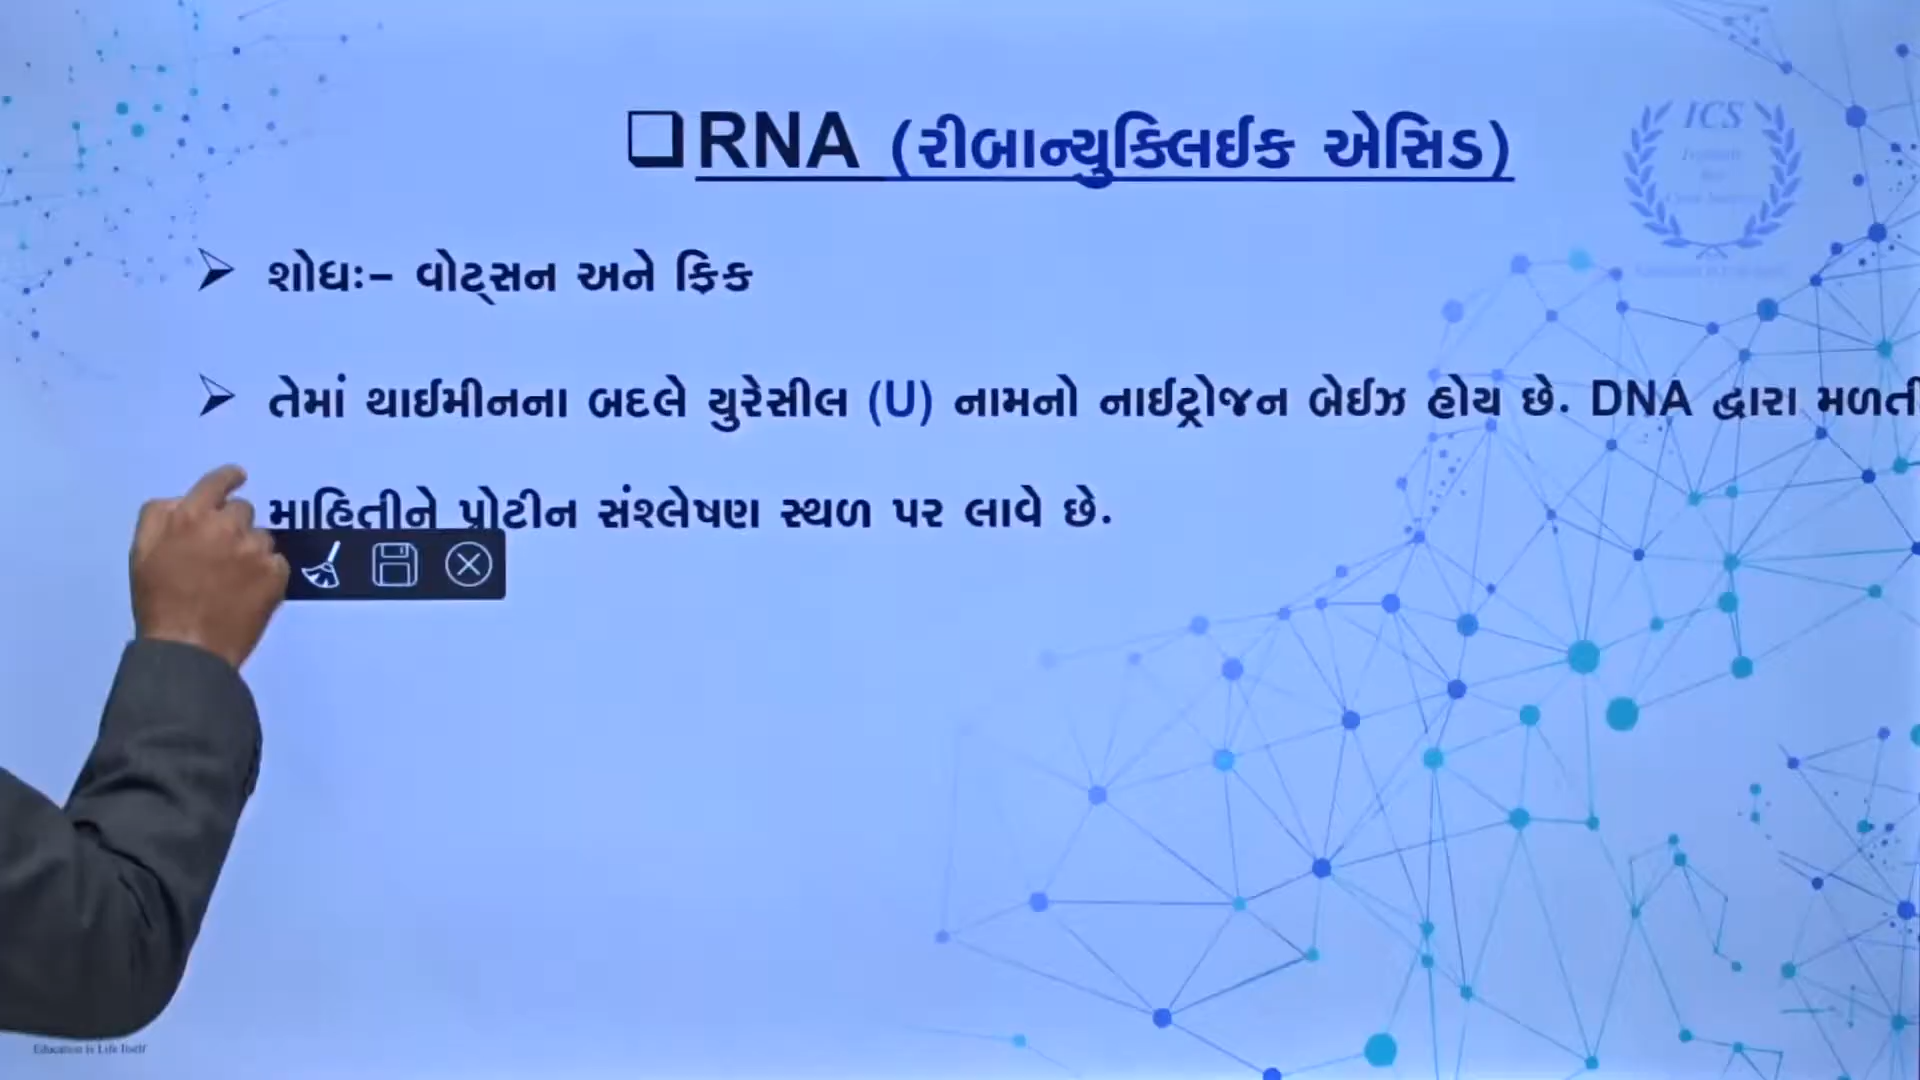 ❑RNA (રીબાન્યુક્લિઈક એસિડ)
ICS
➢ શોધઃ– વોટ્સન અને ફિક
➢ તેમાં થાઈમીનના બદલે યુરેસીલ (U) નામનો નાઈટ્રોજન બેઈઝ હોય છે. DNA દ્વારા મળતી
માહિતીને પ્રોટીન સંશ્લેષણ સ્થળ પર લાવે છે.
Education is Life Itself